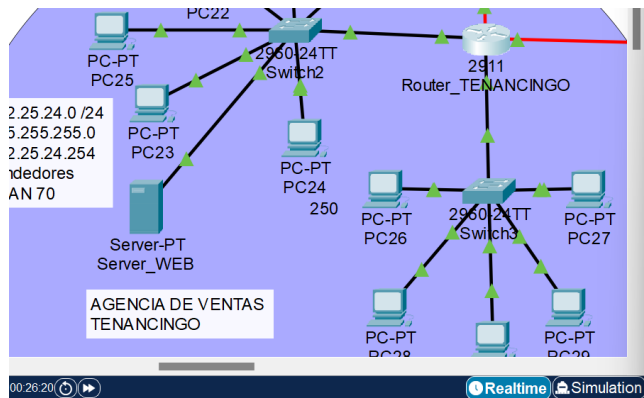 PC22
PC-PT
PC25
2960-24TT
Switch2
2911
Router_TENANCINGO
2.25.24.0 /24
5.255.255.0
2.25.24.254
ndedores
AN 70
PC-PT
PC23
PC-PT
PC24
250
Server-PT
Server_WEB
PC-PT
PC26
2960-24TT
Switch3
PC-PT
PC27
AGENCIA DE VENTAS
TENANCINGO
PC-PT
PC28
PC-PT
PC29
00:26:20
Realtime
Simulation